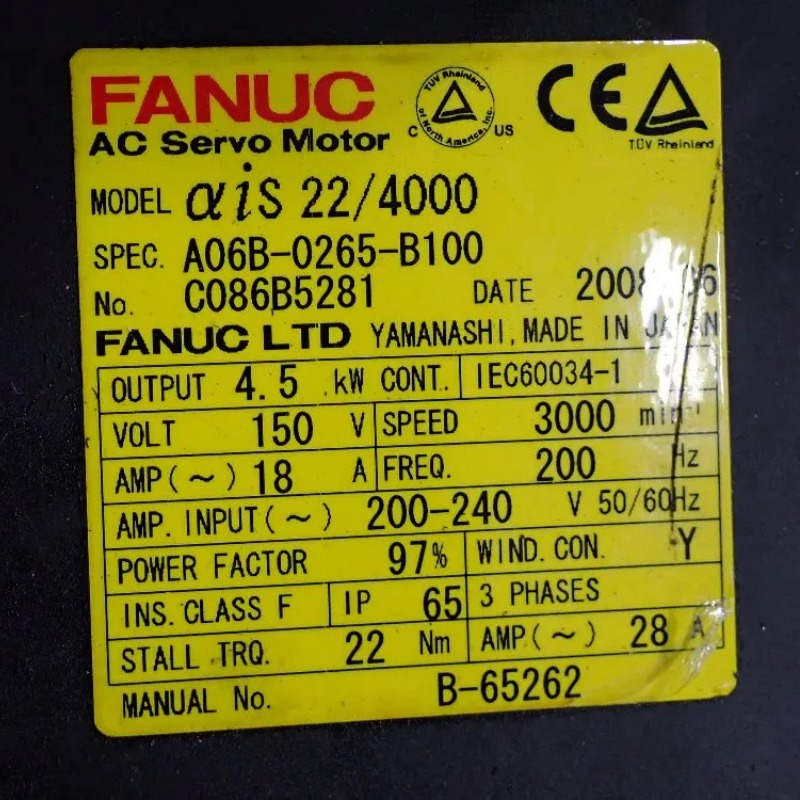 FANUC
AC Servo Motor
TÜV Rheinland of North America, Inc.
C US
CE
TÜV Rheinland
MODEL αiS 22/4000
SPEC. A06B-0265-B100
No. C086B5281 DATE 2008 06
FANUC LTD YAMANASHI, MADE IN JAPAN
OUTPUT 4.5 kW CONT. IEC60034-1
VOLT 150 V SPEED 3000 min⁻¹
AMP(~) 18 A FREQ. 200 Hz
AMP. INPUT(~) 200-240 V 50/60Hz
POWER FACTOR 97% WIND. CON. Y
INS. CLASS F IP 65 3 PHASES
STALL TRQ. 22 Nm AMP(~) 28 A
MANUAL No. B-65262